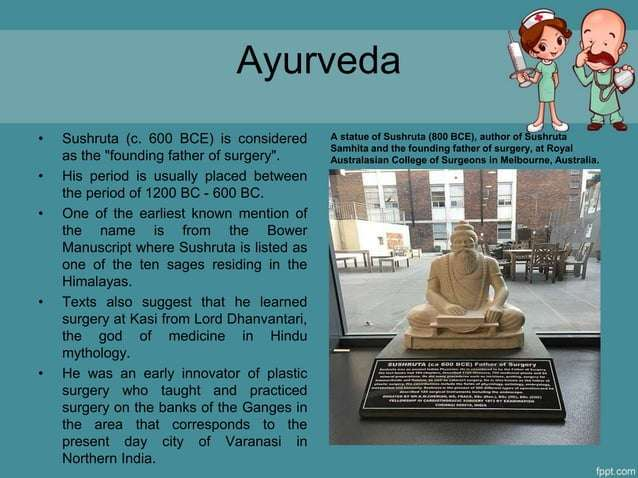 Ayurveda
• Sushruta (c. 600 BCE) is considered
as the "founding father of surgery".
• His period is usually placed between
the period of 1200 BC - 600 BC.
• One of the earliest known mention of
the name is from the Bower
Manuscript where Sushruta is listed as
one of the ten sages residing in the
Himalayas.
• Texts also suggest that he learned
surgery at Kasi from Lord Dhanvantari,
the god of medicine in Hindu
mythology.
• He was an early innovator of plastic
surgery who taught and practiced
surgery on the banks of the Ganges in
the area that corresponds to the
present day city of Varanasi in
Northern India.
A statue of Sushruta (800 BCE), author of Sushruta
Samhita and the founding father of surgery, at Royal
Australasian College of Surgeons in Melbourne, Australia.
SUSHRUTA (ca 600 BCE) Father of Surgery
fppt.com